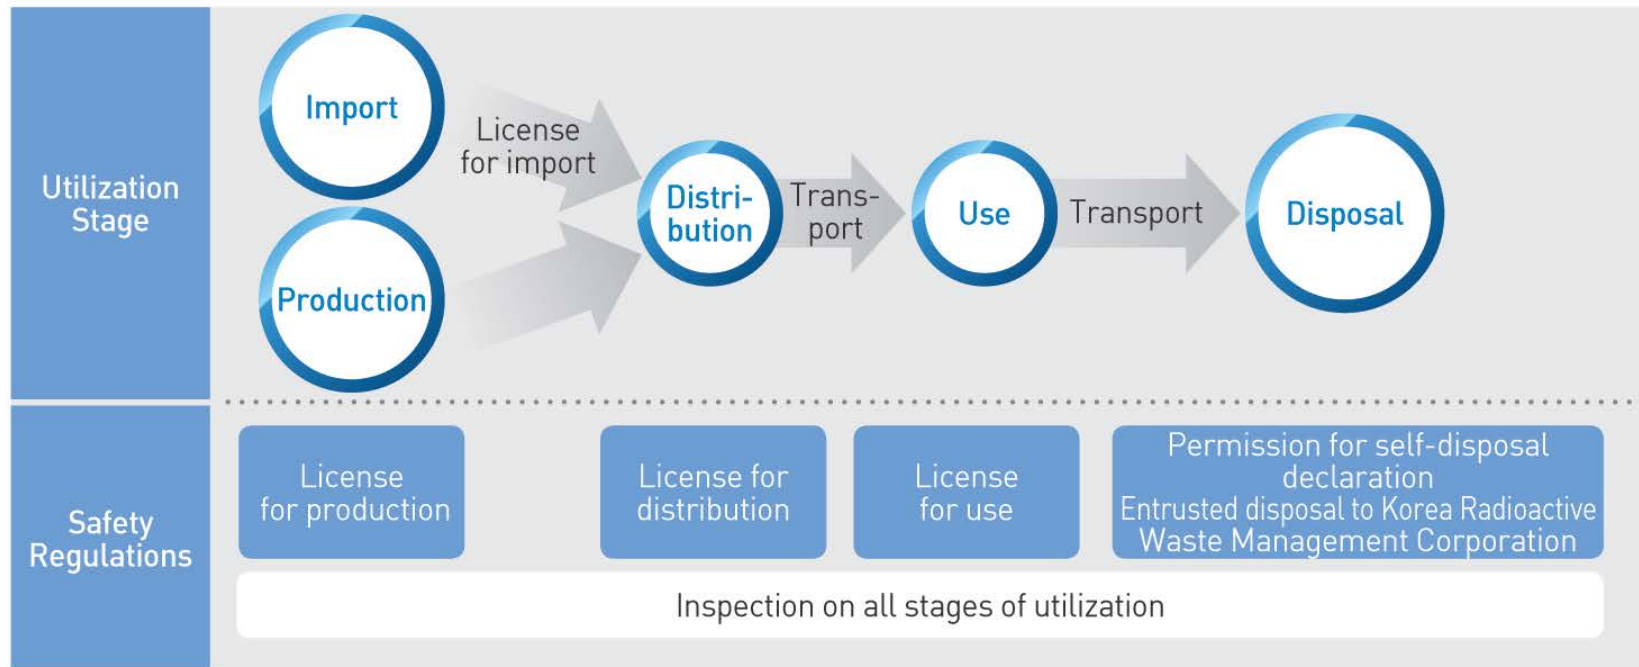 Utilization
Stage
Import
License
for import
Production
Distri-
bution
Trans-
port
Use
Transport
Disposal
Safety
Regulations
License
for production
License for
distribution
License
for use
Permission for self-disposal
declaration
Entrusted disposal to Korea Radioactive
Waste Management Corporation
Inspection on all stages of utilization